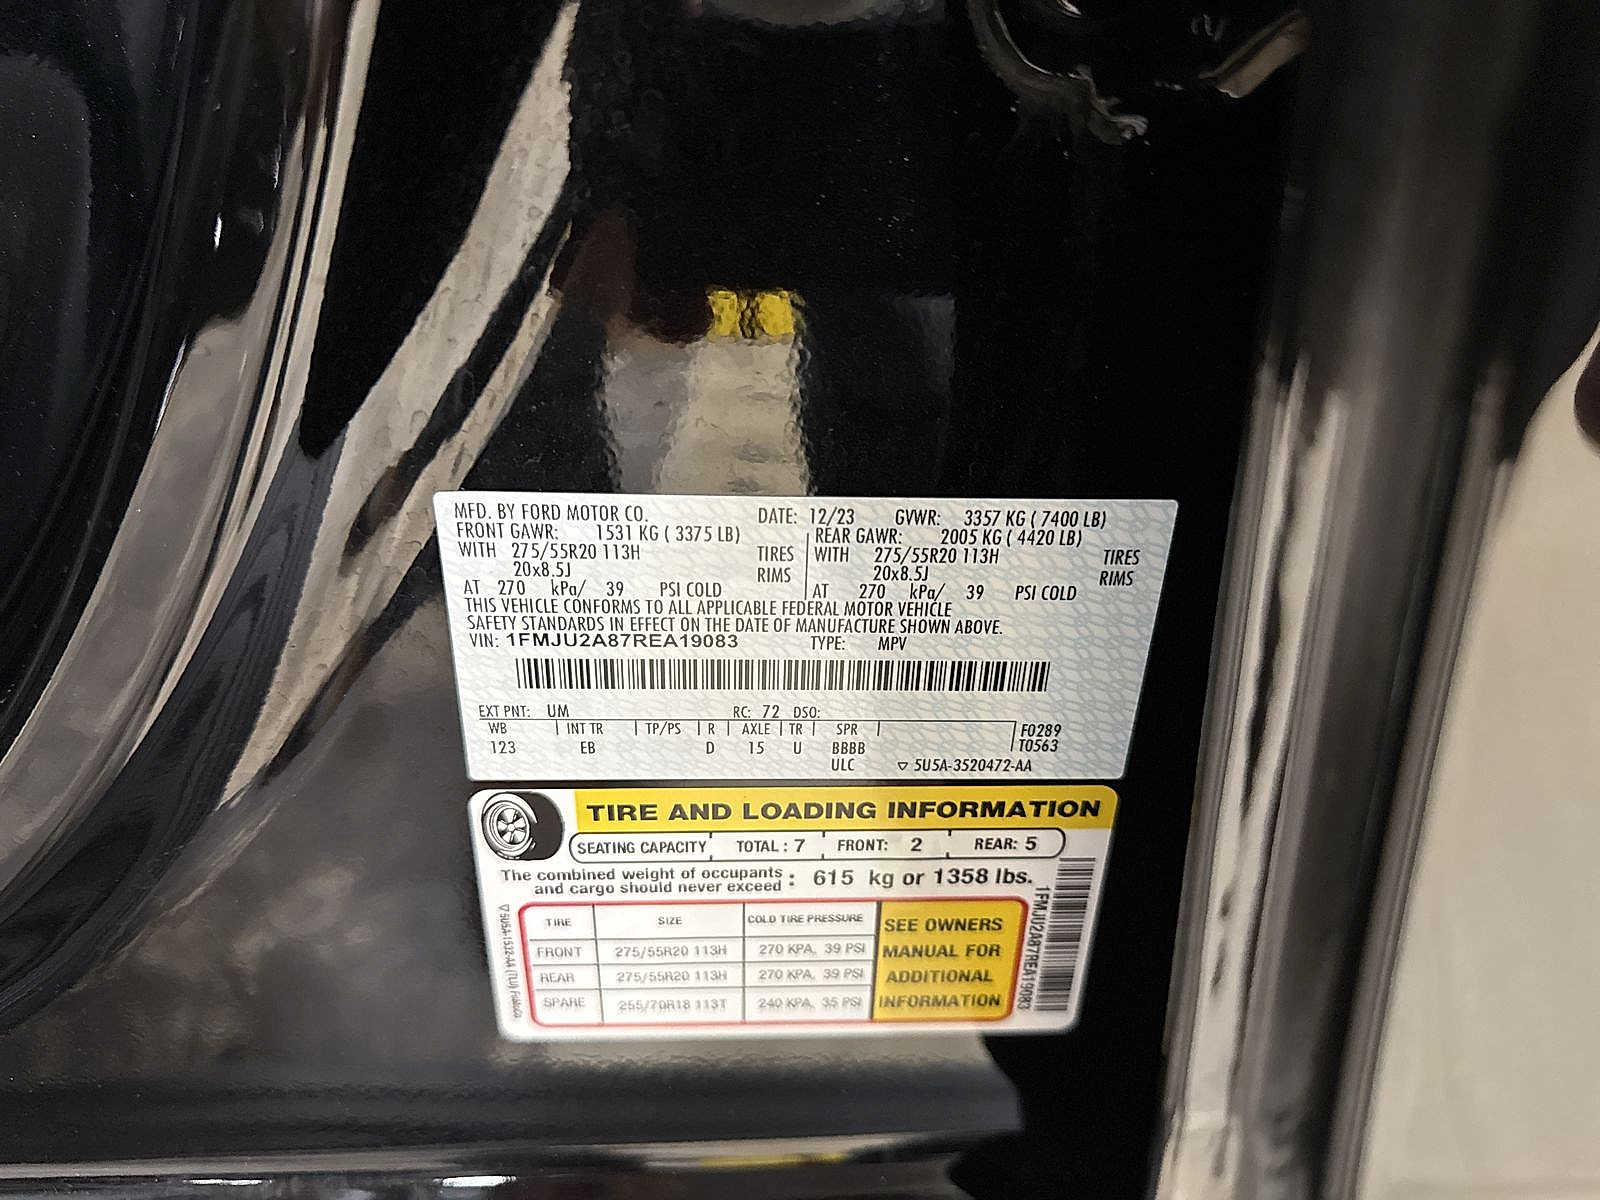 MFD. BY FORD MOTOR CO. DATE: 12/23 GVWR: 3357 KG ( 7400 LB)
FRONT GAWR: 1531 KG ( 3375 LB) REAR GAWR: 2005 KG ( 4420 LB)
WITH 275/55R20 113H TIRES WITH 275/55R20 113H TIRES
20x8.5J RIMS 20x8.5J RIMS
AT 270 kPa/ 39 PSI COLD AT 270 kPa/ 39 PSI COLD
THIS VEHICLE CONFORMS TO ALL APPLICABLE FEDERAL MOTOR VEHICLE
SAFETY STANDARDS IN EFFECT ON THE DATE OF MANUFACTURE SHOWN ABOVE.
VIN: 1FMJU2A87REA19083 TYPE: MPV
EXT PNT: UM RC: 72 DSO:
WB INT TR TP/PS R AXLE TR SPR F0289
123 EB D 15 U BBBB T0563
ULC ▽ 5U5A-3520472-AA
TIRE AND LOADING INFORMATION
SEATING CAPACITY TOTAL : 7 FRONT: 2 REAR: 5
The combined weight of occupants
and cargo should never exceed : 615 kg or 1358 lbs.
TIRE SIZE COLD TIRE PRESSURE
FRONT 275/55R20 113H 270 KPA, 39 PSI
REAR 275/55R20 113H 270 KPA, 39 PSI
SPARE 255/70R18 113T 240 KPA, 35 PSI
SEE OWNERS
MANUAL FOR
ADDITIONAL
INFORMATION
1FMJU2A87REA19083